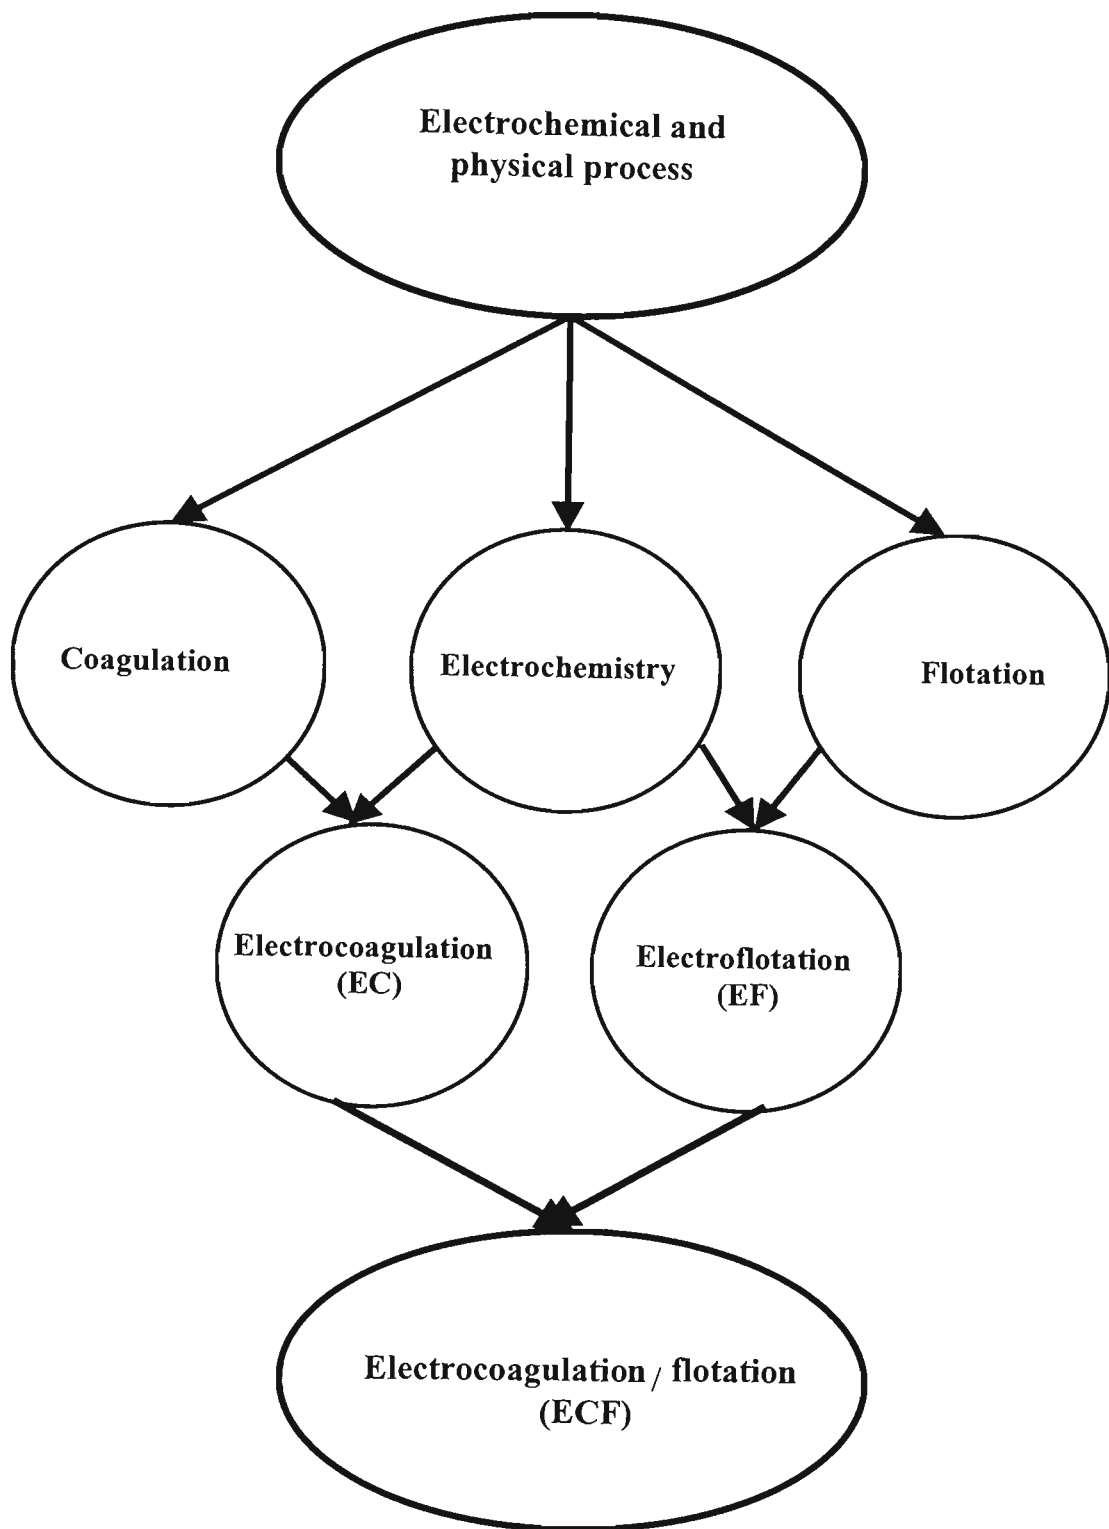 Electrochemical and
physical process
Coagulation
Electrochemistry
Flotation
Electrocoagulation
(EC)
Electroflotation
(EF)
Electrocoagulation / flotation
(ECF)